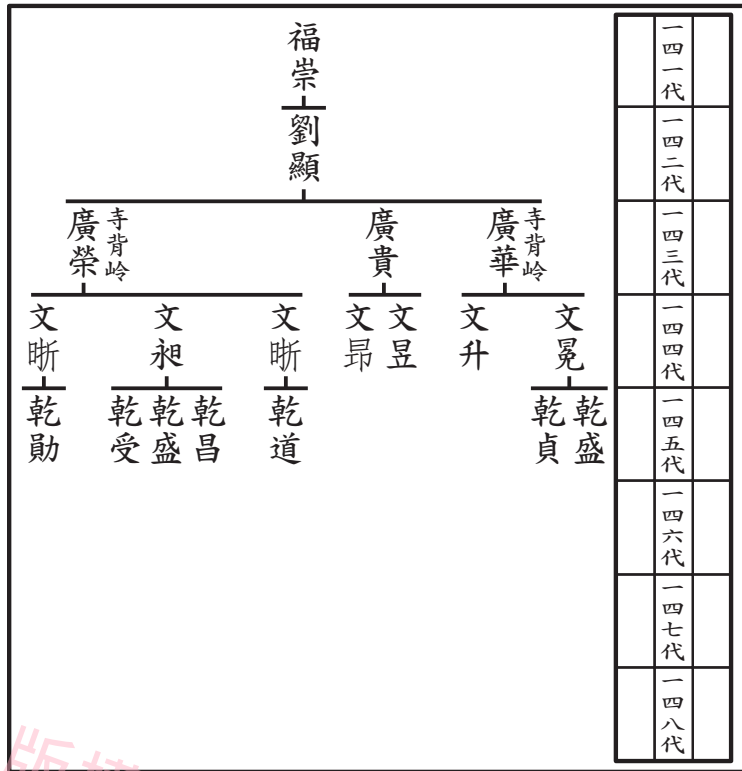 一四一代
一四二代
一四三代
一四四代
一四五代
一四六代
一四七代
一四八代
福崇
劉顯
廣華
寺背岭
廣貴
廣榮
寺背岭
文冕
文升
文昱
文昂
文晰
文昶
文晰
乾盛
乾貞
乾道
乾昌
乾盛
乾受
乾勛
版權